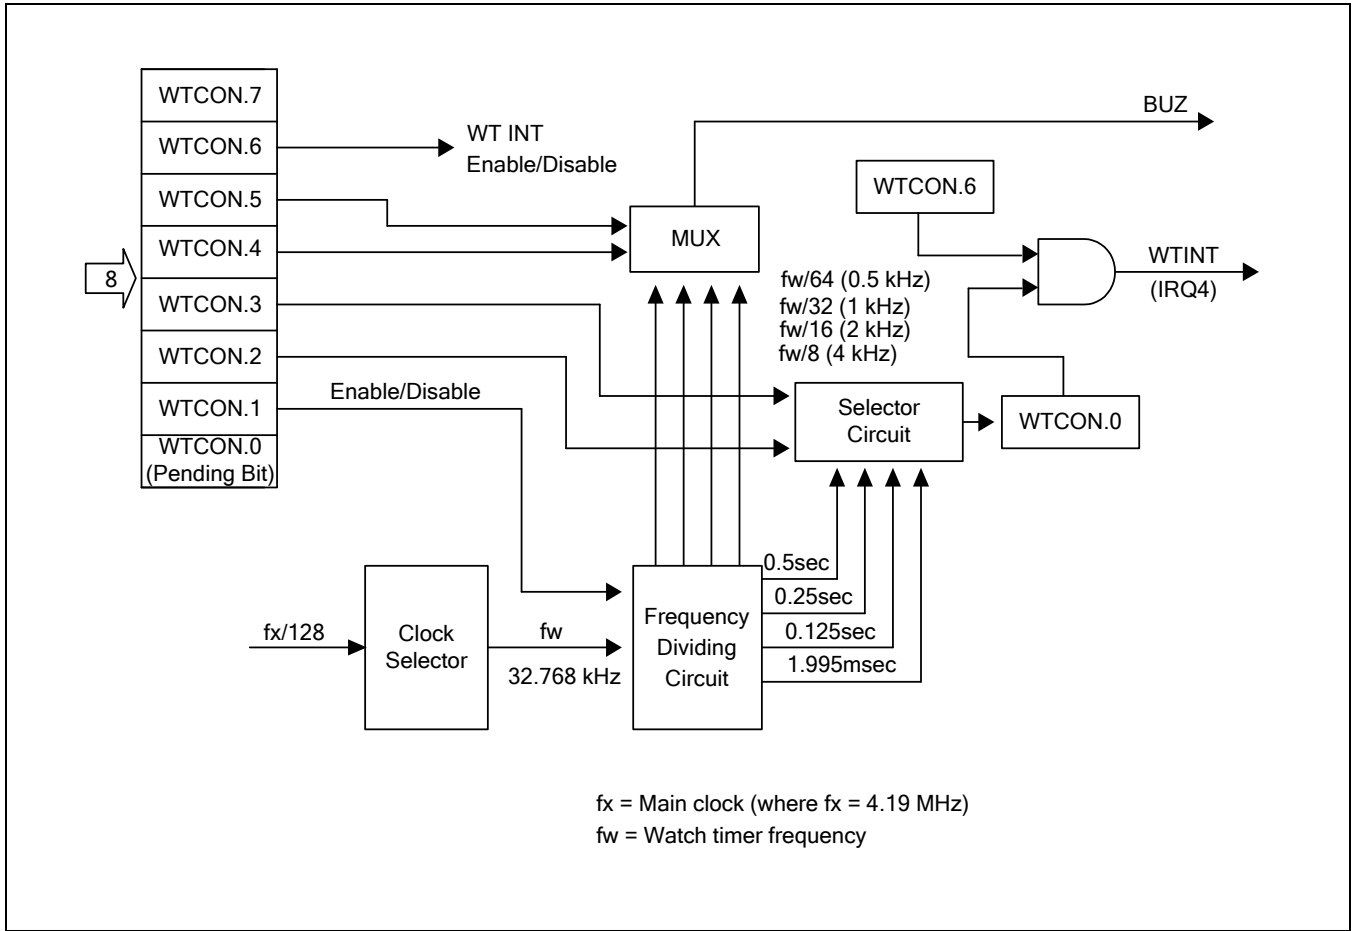 WTCON.7
WTCON.6
WTCON.5
WTCON.4
WTCON.3
WTCON.2
WTCON.1
WTCON.0
(Pending Bit)
8
WT INT
Enable/Disable
Enable/Disable
BUZ
MUX
WTCON.6
WTINT
(IRQ4)
fw/64 (0.5 kHz)
fw/32 (1 kHz)
fw/16 (2 kHz)
fw/8 (4 kHz)
Selector
Circuit
WTCON.0
fx/128
Clock
Selector
fw
32.768 kHz
Frequency
Dividing
Circuit
0.5sec
0.25sec
0.125sec
1.995msec
fx = Main clock (where fx = 4.19 MHz)
fw = Watch timer frequency